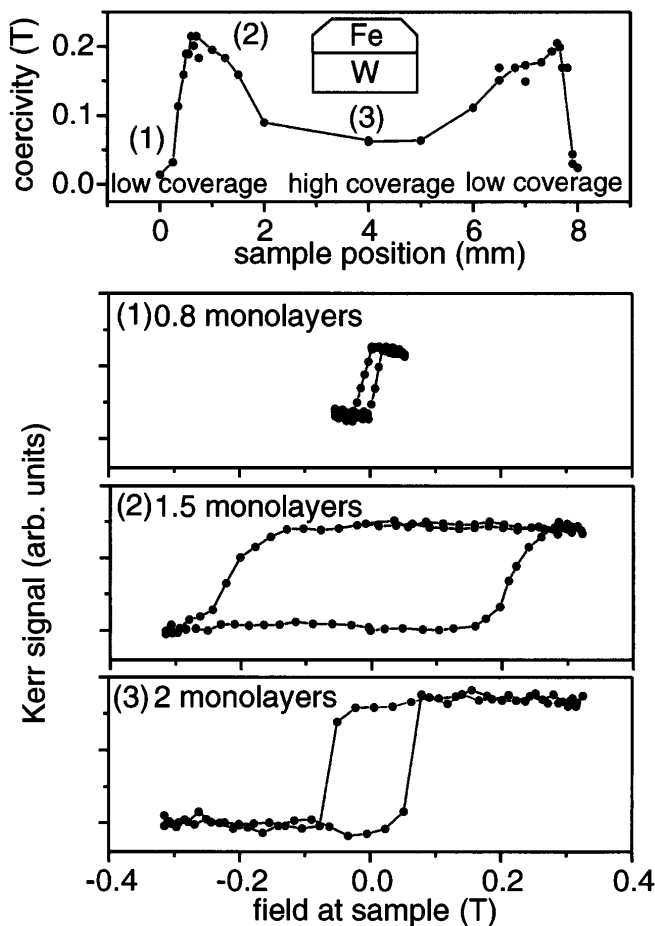 coercivity (T)
0.2
0.1
0.0
(1)
(2)
(3)
Fe
W
low coverage
high coverage
low coverage
0
2
4
6
8
sample position (mm)
Kerr signal (arb. units)
(1) 0.8 monolayers
(2) 1.5 monolayers
(3) 2 monolayers
-0.4
-0.2
0.0
0.2
0.4
field at sample (T)